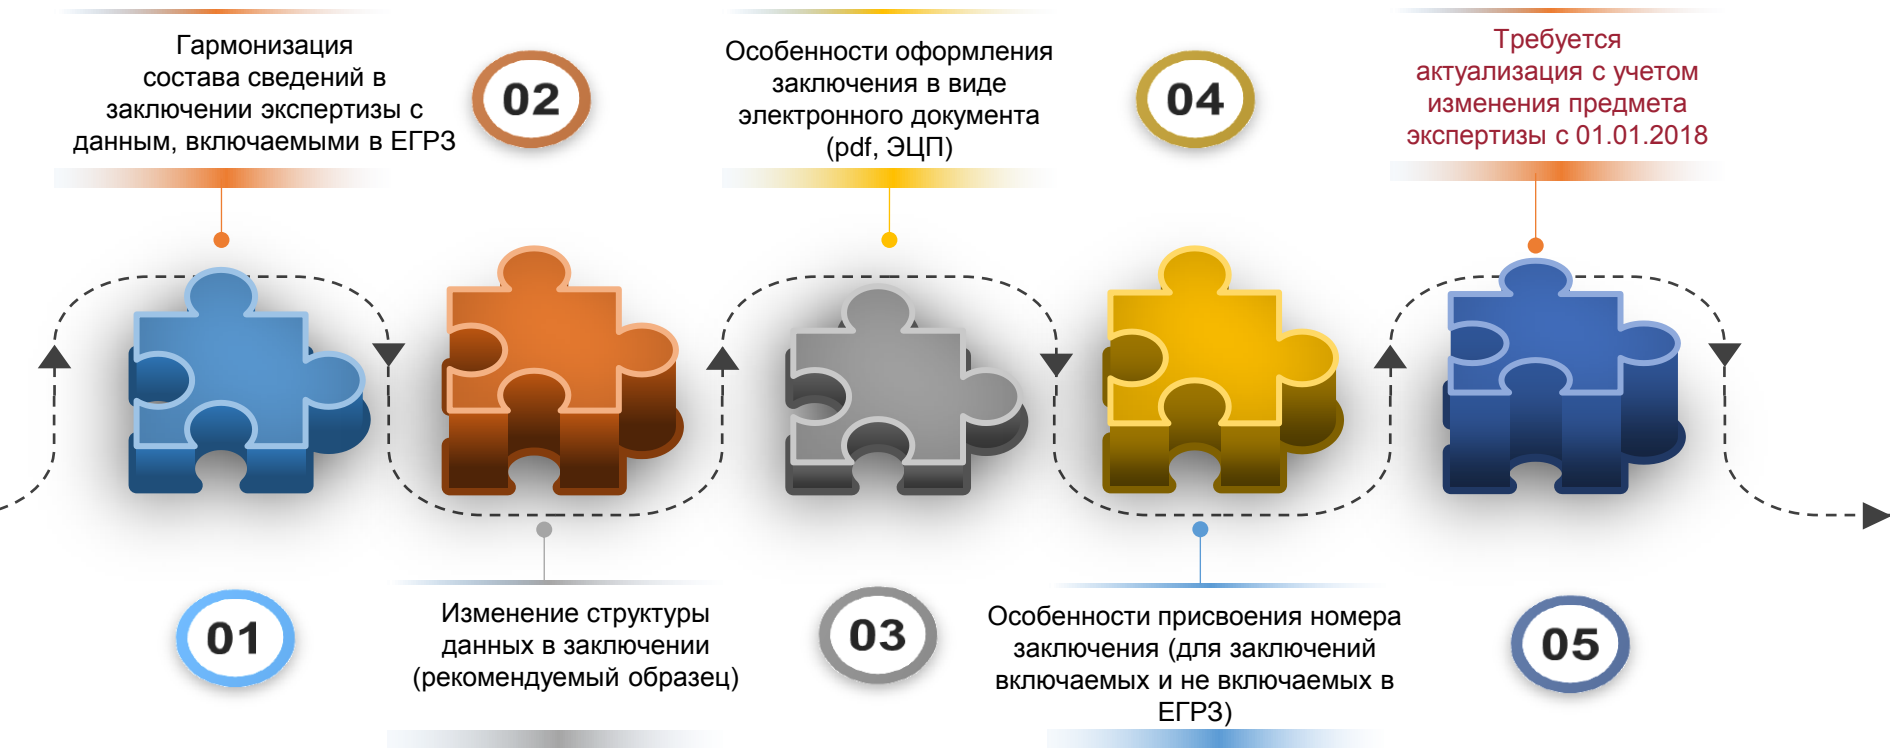 Гармонизация
состава сведений в
заключении экспертизы с
данным, включаемыми в ЕГРЗ
01
02
Изменение структуры
данных в заключении
(рекомендуемый образец)
Особенности оформления
заключения в виде
электронного документа
(pdf, ЭЦП)
03
04
Особенности присвоения номера
заключения (для заключений
включаемых и не включаемых в
ЕГРЗ)
Требуется
актуализация с учетом
изменения предмета
экспертизы с 01.01.2018
05